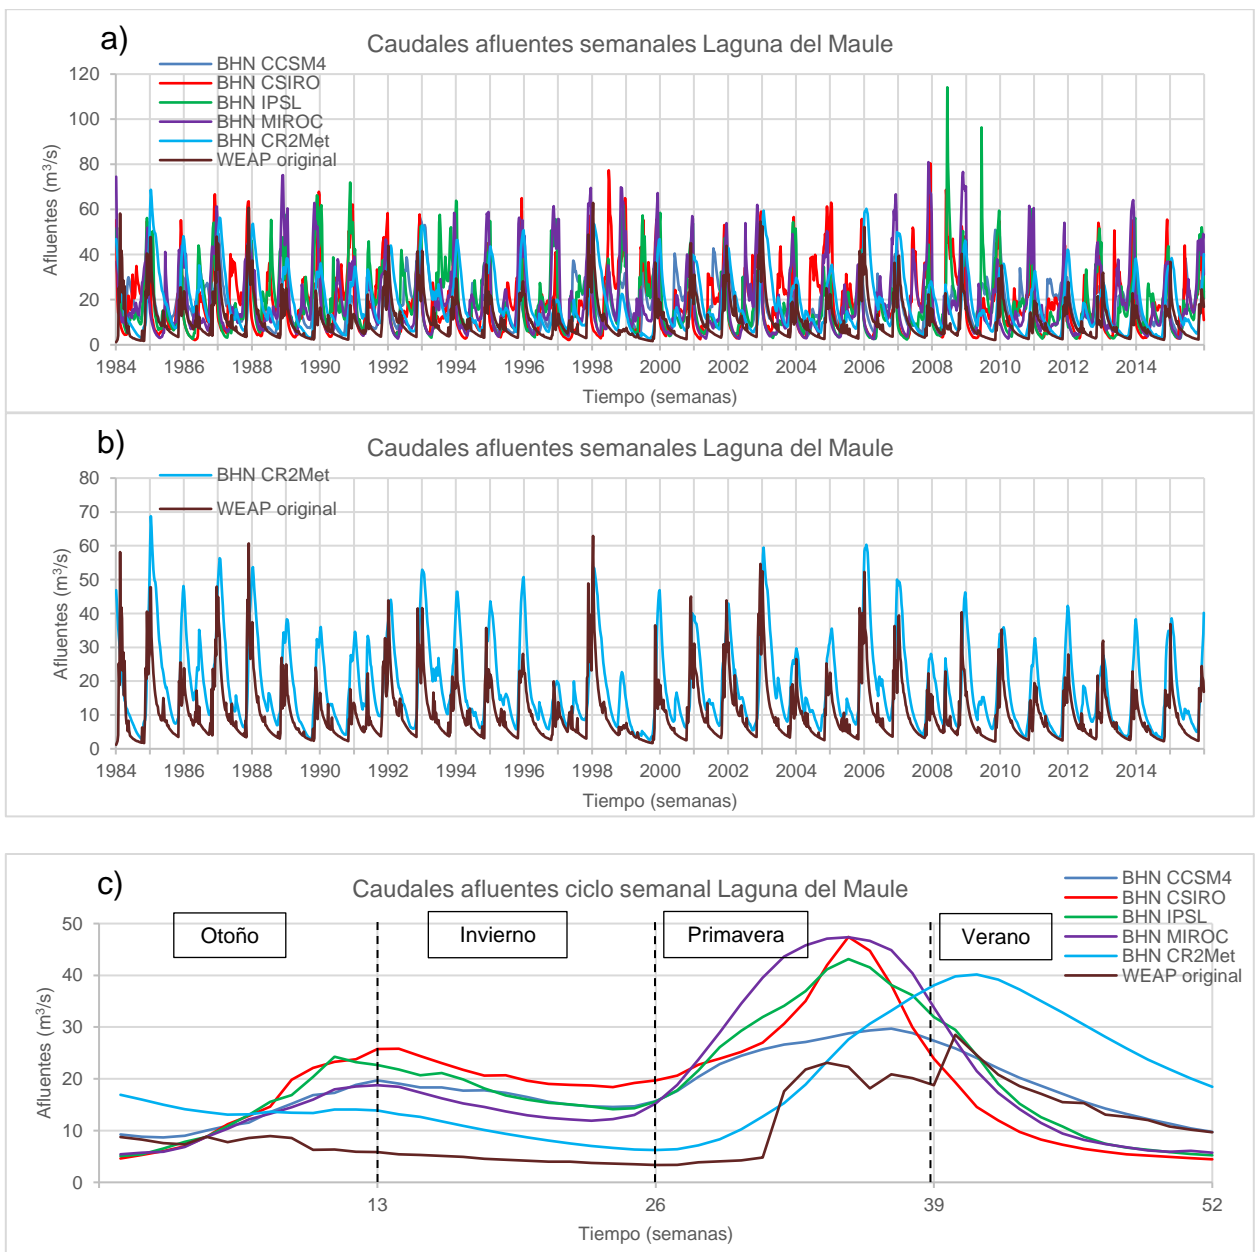 a)
Caudales afluentes semanales Laguna del Maule
BHN CCSM4
BHN CSIRO
BHN IPSL
BHN MIROC
BHN CR2Met
WEAP original
Afluentes (m³/s)
120
100
80
60
40
20
0
1984 1986 1988 1990 1992 1994 1996 1998 2000 2002 2004 2006 2008 2010 2012 2014
Tiempo (semanas)
b)
Caudales afluentes semanales Laguna del Maule
BHN CR2Met
WEAP original
Afluentes (m³/s)
80
70
60
50
40
30
20
10
0
1984 1986 1988 1990 1992 1994 1996 1998 2000 2002 2004 2006 2008 2010 2012 2014
Tiempo (semanas)
c)
Caudales afluentes ciclo semanal Laguna del Maule
BHN CCSM4
BHN CSIRO
BHN IPSL
BHN MIROC
BHN CR2Met
WEAP original
Otoño
Invierno
Primavera
Verano
Afluentes (m³/s)
50
40
30
20
10
0
13 26 39 52
Tiempo (semanas)